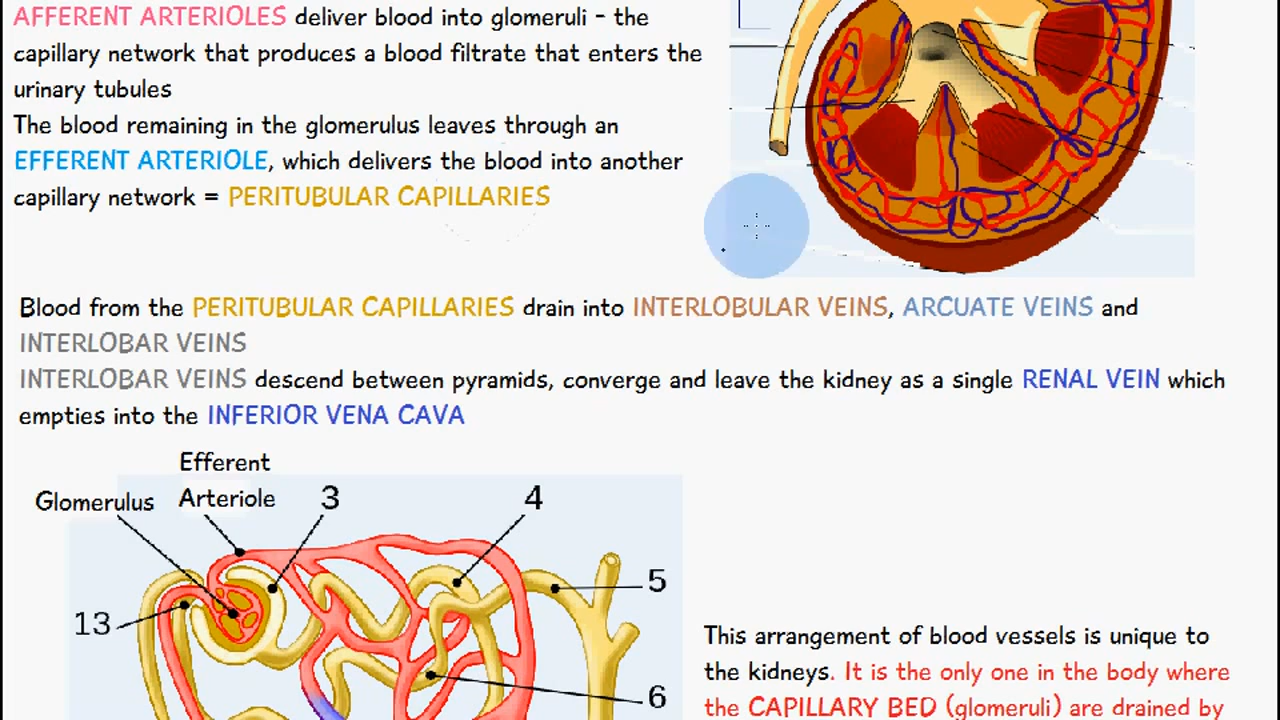 AFFERENT ARTERIOLES deliver blood into glomeruli - the
capillary network that produces a blood filtrate that enters the
urinary tubules
The blood remaining in the glomerulus leaves through an
EFFERENT ARTERIOLE, which delivers the blood into another
capillary network = PERITUBULAR CAPILLARIES
Blood from the PERITUBULAR CAPILLARIES drain into INTERLOBULAR VEINS, ARCUATE VEINS and
INTERLOBAR VEINS
INTERLOBAR VEINS descend between pyramids, converge and leave the kidney as a single RENAL VEIN which
empties into the INFERIOR VENA CAVA
Efferent
Arteriole
Glomerulus
3
4
5
13
6
This arrangement of blood vessels is unique to
the kidneys. It is the only one in the body where
the CAPILLARY BED (glomeruli) are drained by